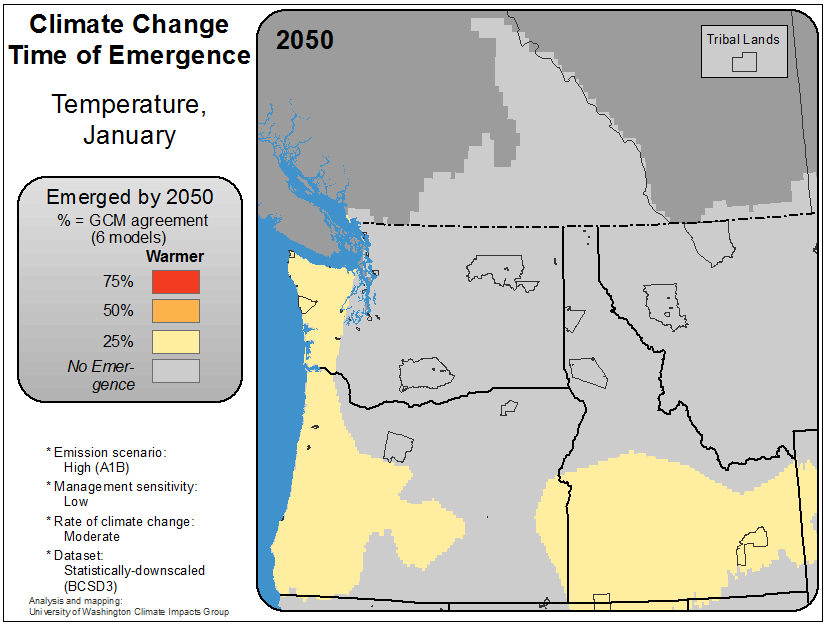 Climate Change
Time of Emergence
Temperature,
January
Emerged by 2050
% = GCM agreement
(6 models)
Warmer
75%
50%
25%
No Emer-
gence
* Emission scenario:
High (A1B)
* Management sensitivity:
Low
* Rate of climate change:
Moderate
* Dataset:
Statistically-downscaled
(BCSD3)
Analysis and mapping:
University of Washington Climate Impacts Group
2050
Tribal Lands